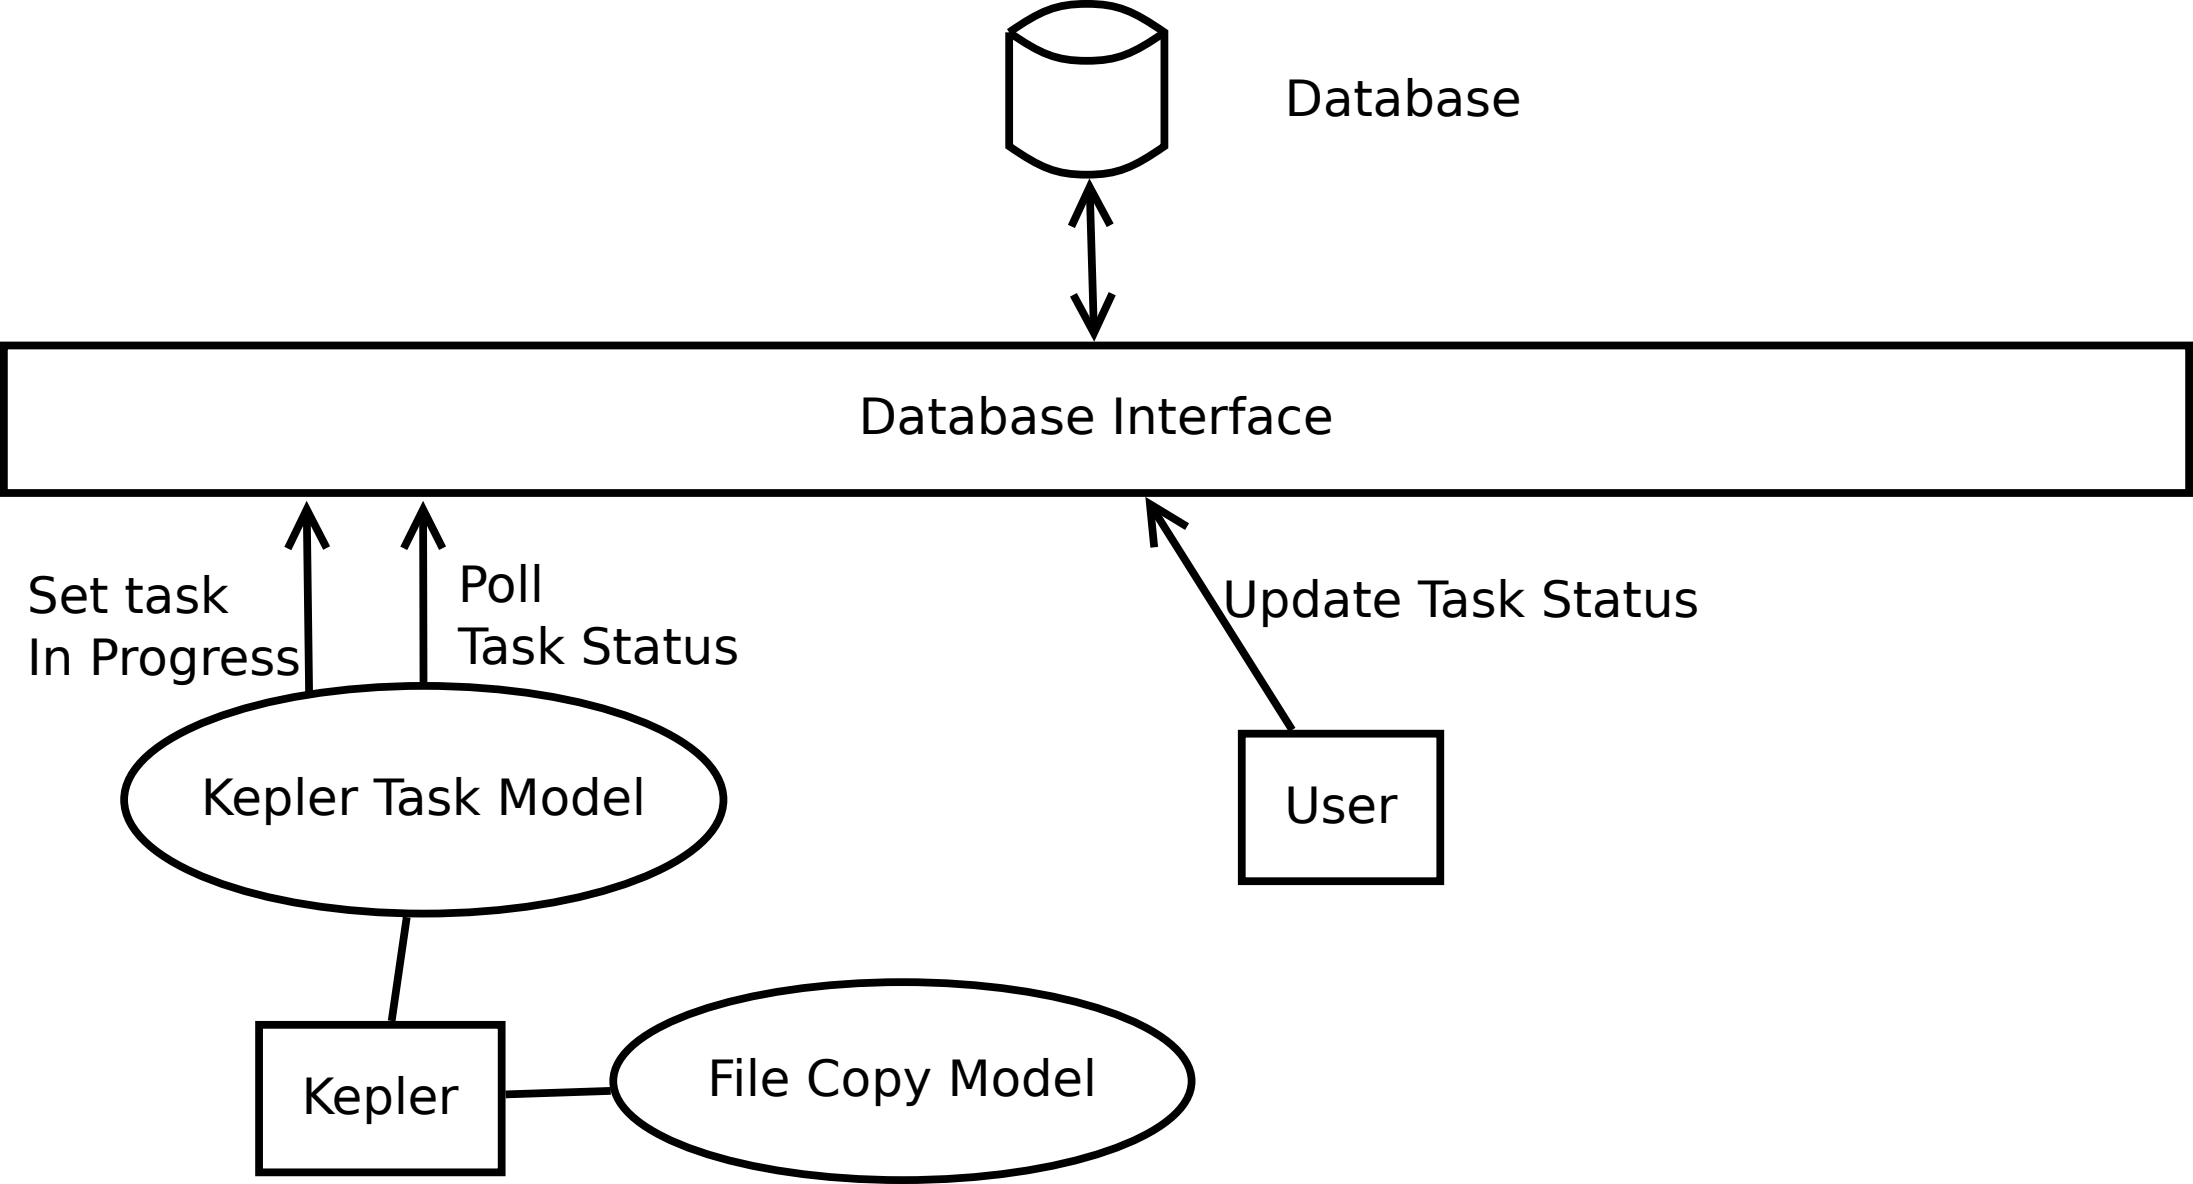 Database
Database Interface
Set task
In Progress
Poll
Task Status
Update Task Status
Kepler Task Model
User
Kepler
File Copy Model